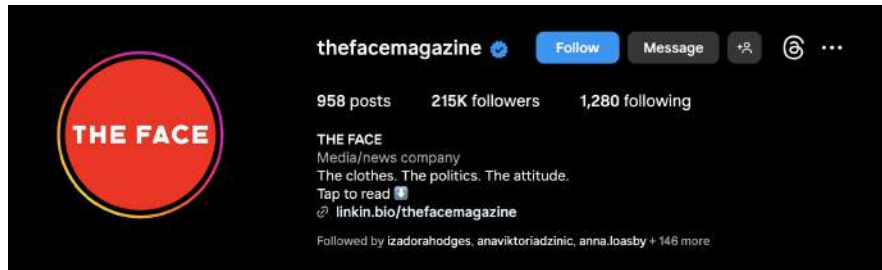 thefacemagazine
Follow
Message
958 posts 215K followers 1,280 following
THE FACE
THE FACE
Media/news company
The clothes. The politics. The attitude.
Tap to read ⬇️
linkin.bio/thefacemagazine
Followed by izadorahodges, anaviktoriadzinic, anna.loasby + 146 more